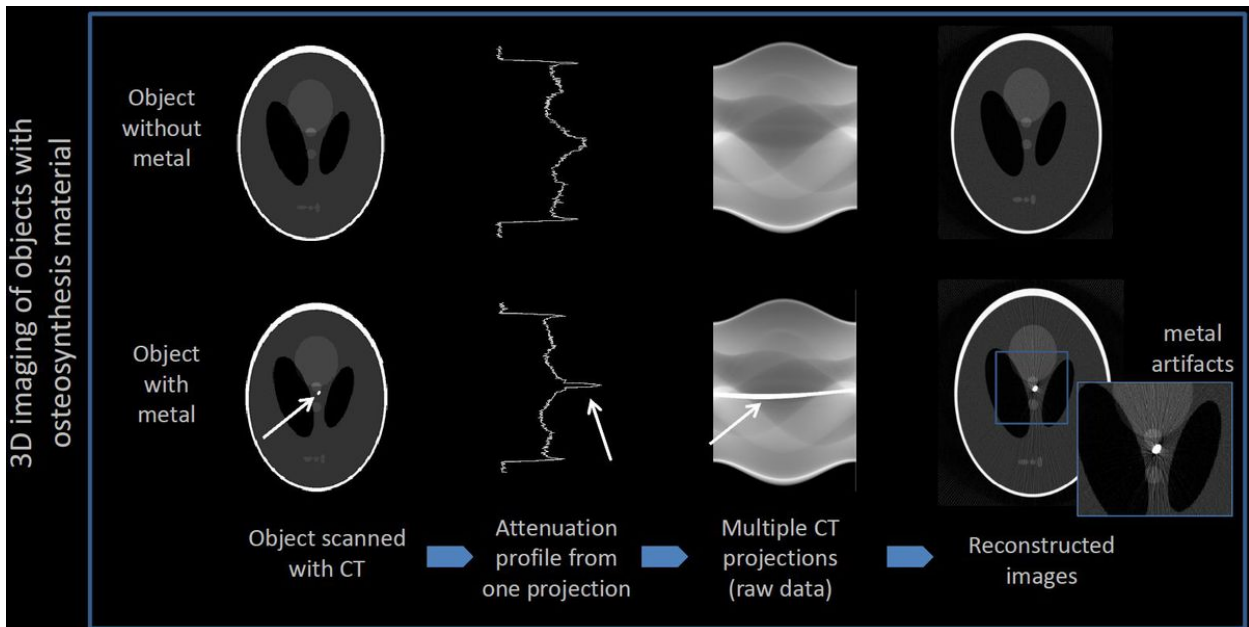 3D imaging of objects with
osteosynthesis material
Object
without
metal
Object
with
metal
metal
artifacts
Object scanned
with CT
Attenuation
profile from
one projection
Multiple CT
projections
(raw data)
Reconstructed
images